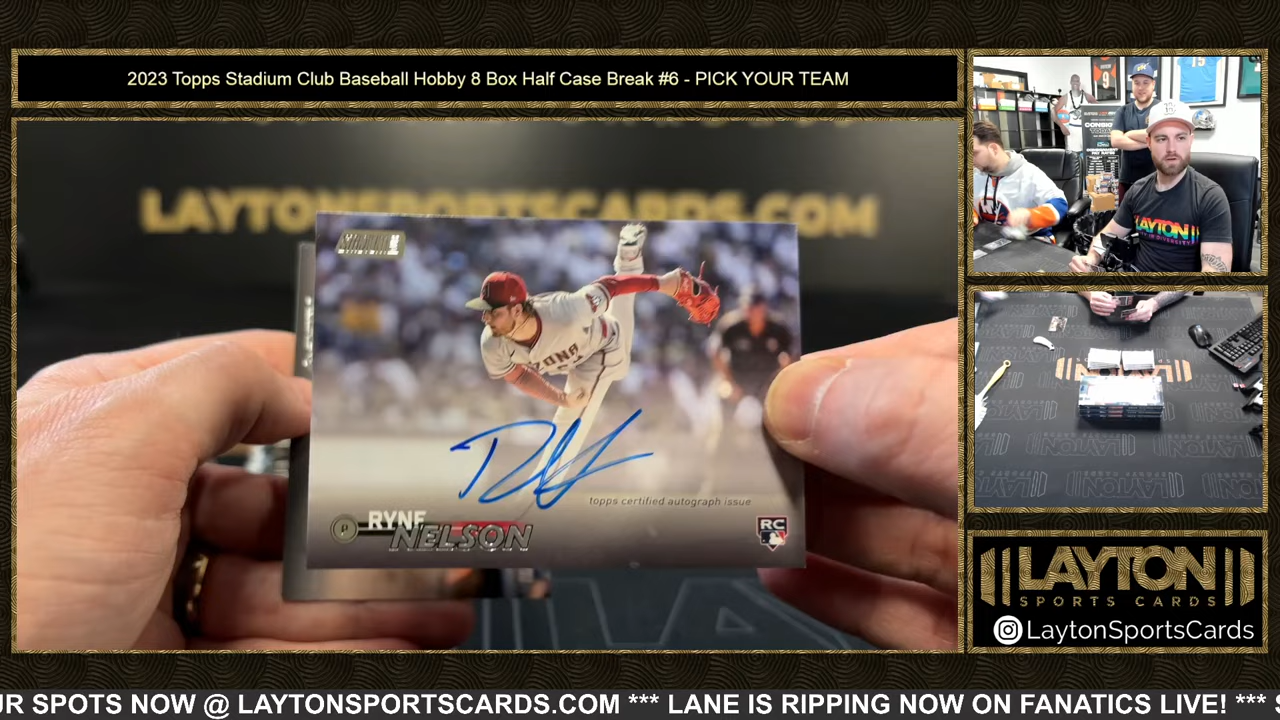 2023 Topps Stadium Club Baseball Hobby 8 Box Half Case Break #6 - PICK YOUR TEAM
LAYTONSPORTSCARDS.COM
topps certified autograph issue
P
RYNE
NELSON
RC
LAYTON
LAYTON
SPORTS CARDS
LaytonSportsCards
UR SPOTS NOW @ LAYTONSPORTSCARDS.COM *** LANE IS RIPPING NOW ON FANATICS LIVE! *** S